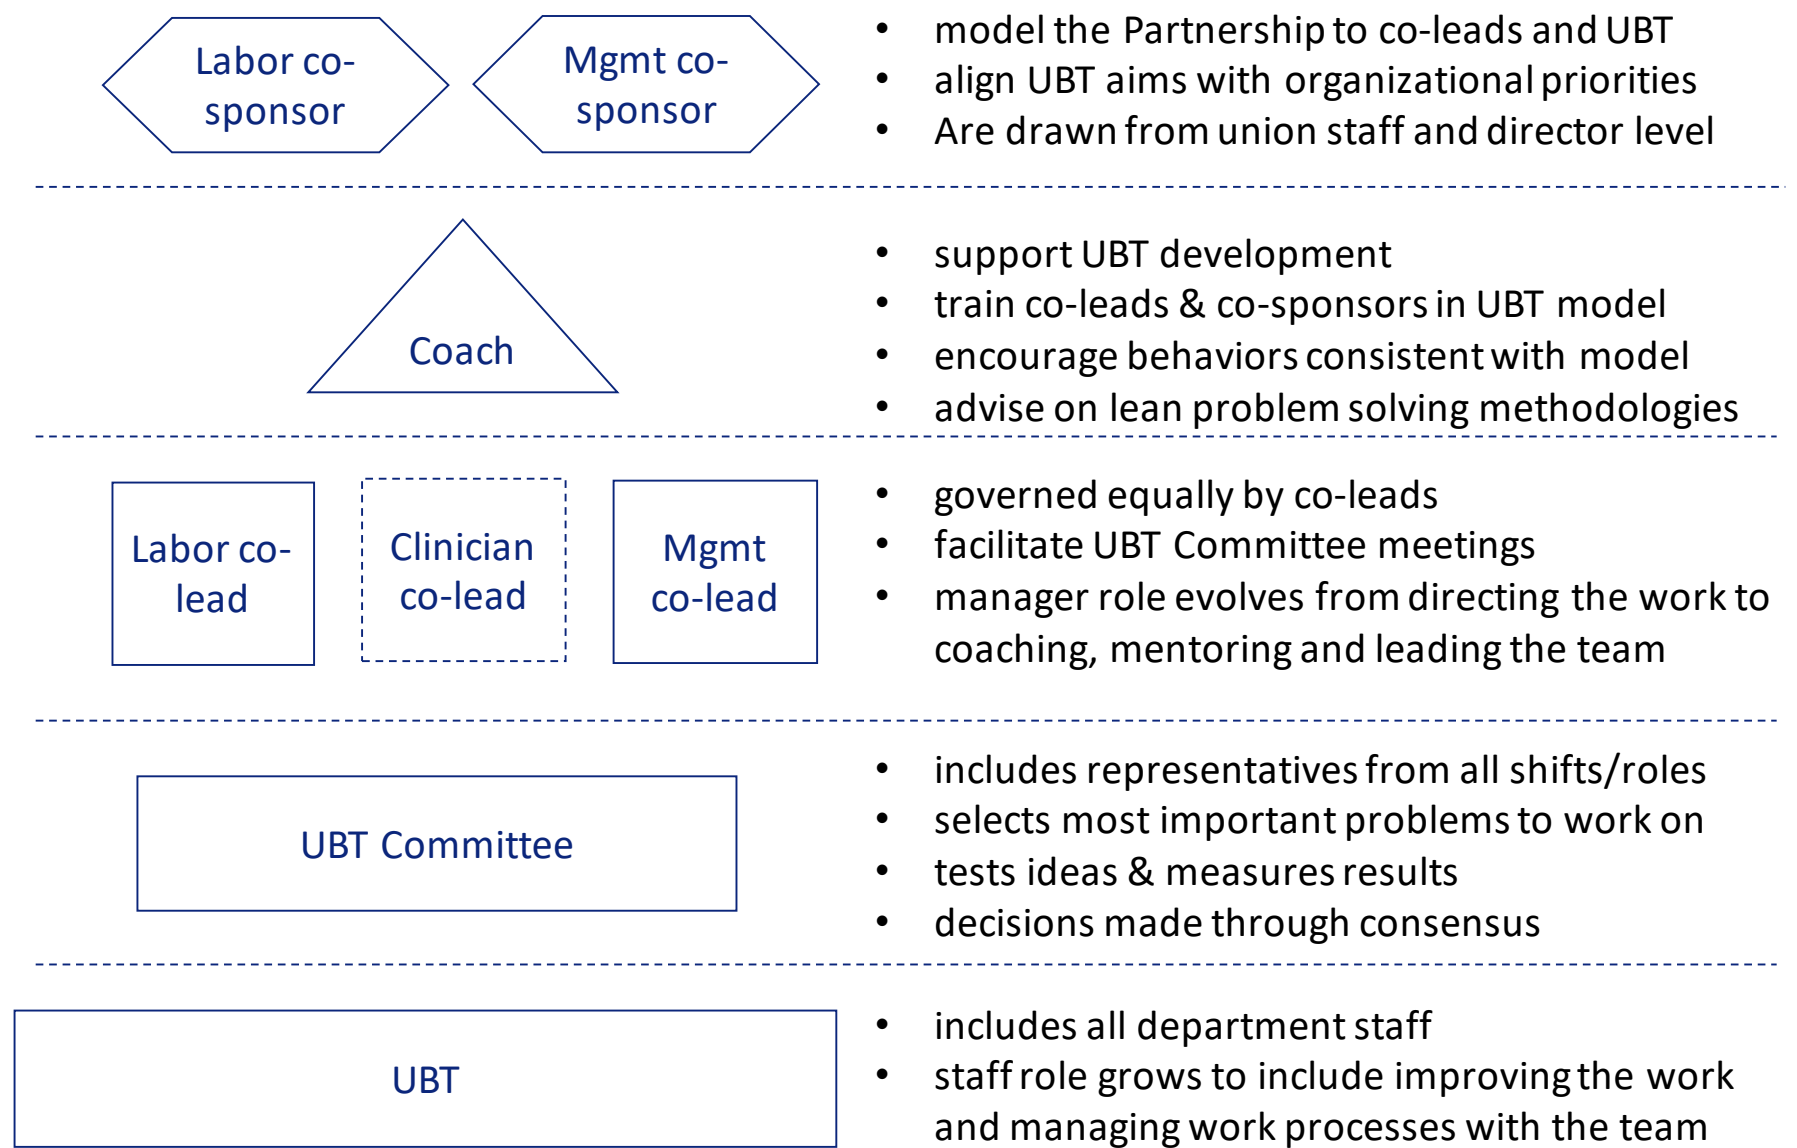 Labor co-
sponsor
Mgmt co-
sponsor
• model the Partnership to co-leads and UBT
• align UBT aims with organizational priorities
• Are drawn from union staff and director level
Coach
• support UBT development
• train co-leads & co-sponsors in UBT model
• encourage behaviors consistent with model
• advise on lean problem solving methodologies
Labor co-
lead
Clinician
co-lead
Mgmt
co-lead
• governed equally by co-leads
• facilitate UBT Committee meetings
• manager role evolves from directing the work to
coaching, mentoring and leading the team
UBT Committee
• includes representatives from all shifts/roles
• selects most important problems to work on
• tests ideas & measures results
• decisions made through consensus
UBT
• includes all department staff
• staff role grows to include improving the work
and managing work processes with the team